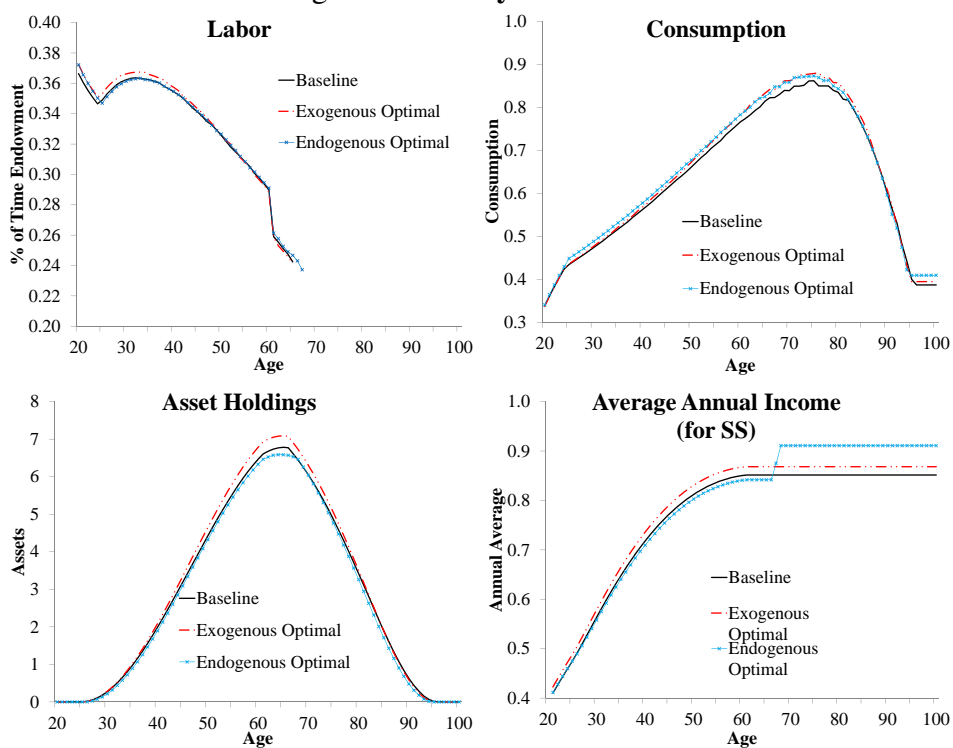 Labor
0.40
0.38
0.36
0.34
0.32
0.30
0.28
0.26
0.24
0.22
0.20
% of Time Endowment
Baseline
Exogenous Optimal
Endogenous Optimal
20 30 40 50 60 70 80 90 100
Age
Consumption
1.0
0.9
0.8
0.7
0.6
0.5
0.4
0.3
Consumption
Baseline
Exogenous Optimal
Endogenous Optimal
20 30 40 50 60 70 80 90 100
Age
Asset Holdings
8
7
6
5
4
3
2
1
0
Assets
Baseline
Exogenous Optimal
Endogenous Optimal
20 30 40 50 60 70 80 90 100
Age
Average Annual Income
(for SS)
1.0
0.9
0.8
0.7
0.6
0.5
0.4
Annual Average
Baseline
Exogenous
Optimal
Endogenous
Optimal
20 30 40 50 60 70 80 90 100
Age